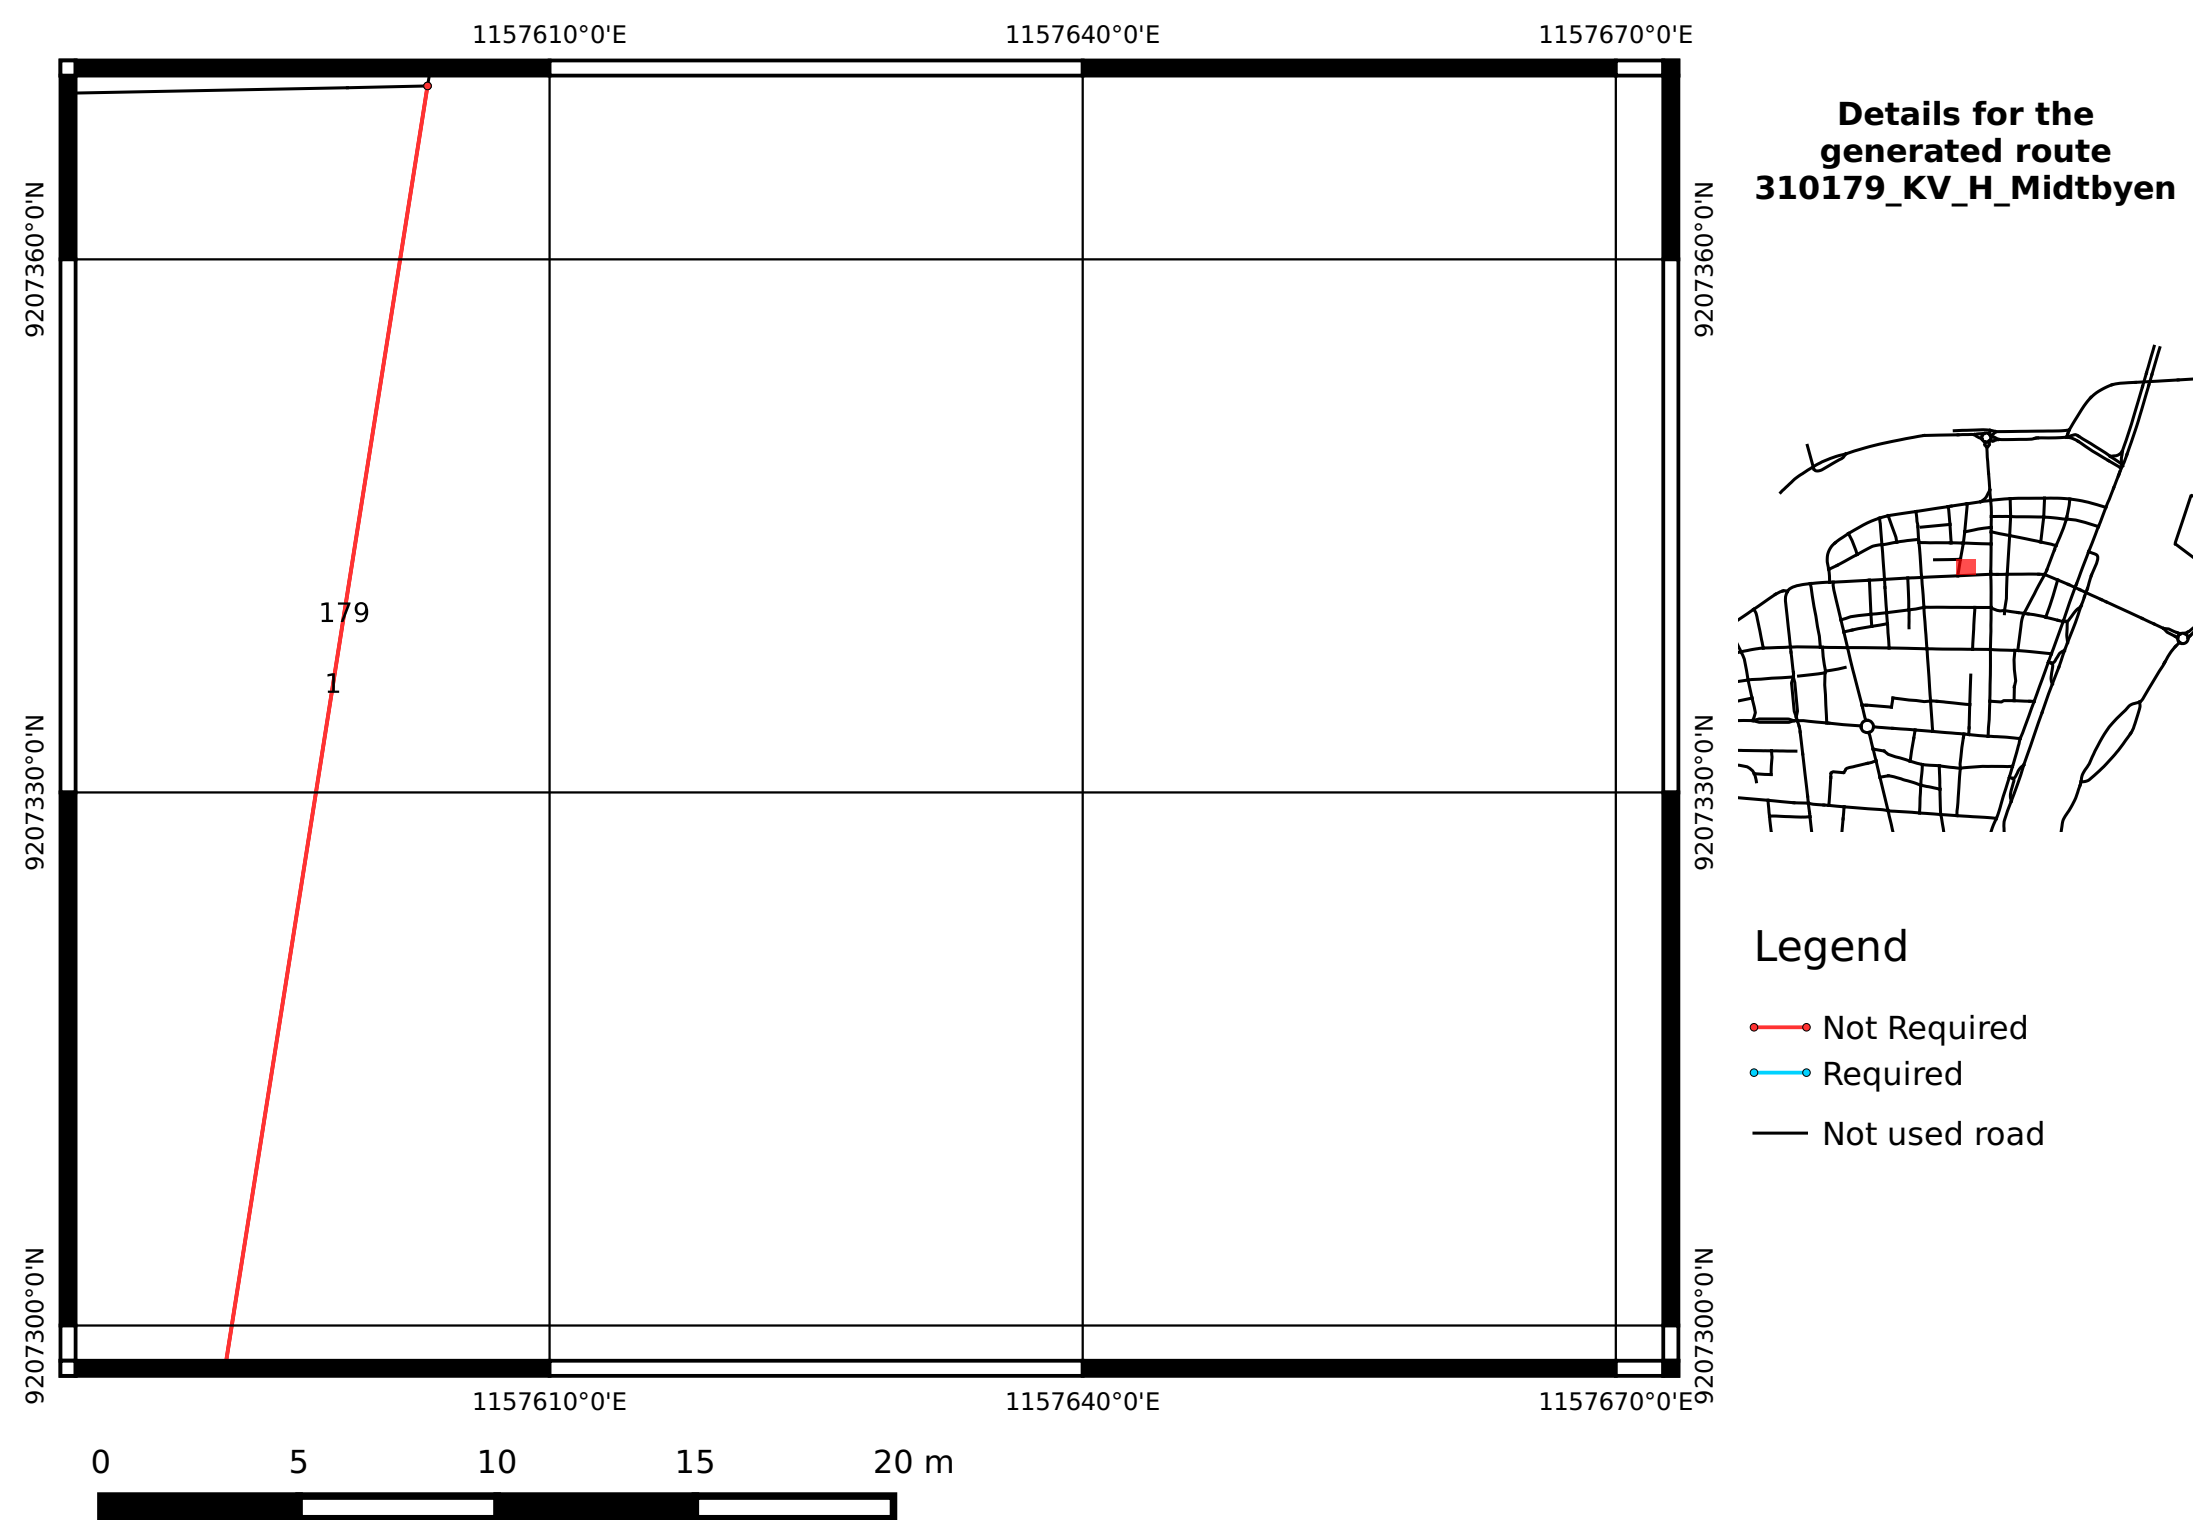 1157610°0'E 1157640°0'E 1157670°0'E
Details for the
generated route
310179_KV_H_Midtbyen
9207360°0'N
9207360°0'N
179
1
9207330°0'N
9207330°0'N
Legend
Not Required
Required
Not used road
9207300°0'N
9207300°0'N
1157610°0'E 1157640°0'E 1157670°0'E
0 5 10 15 20 m